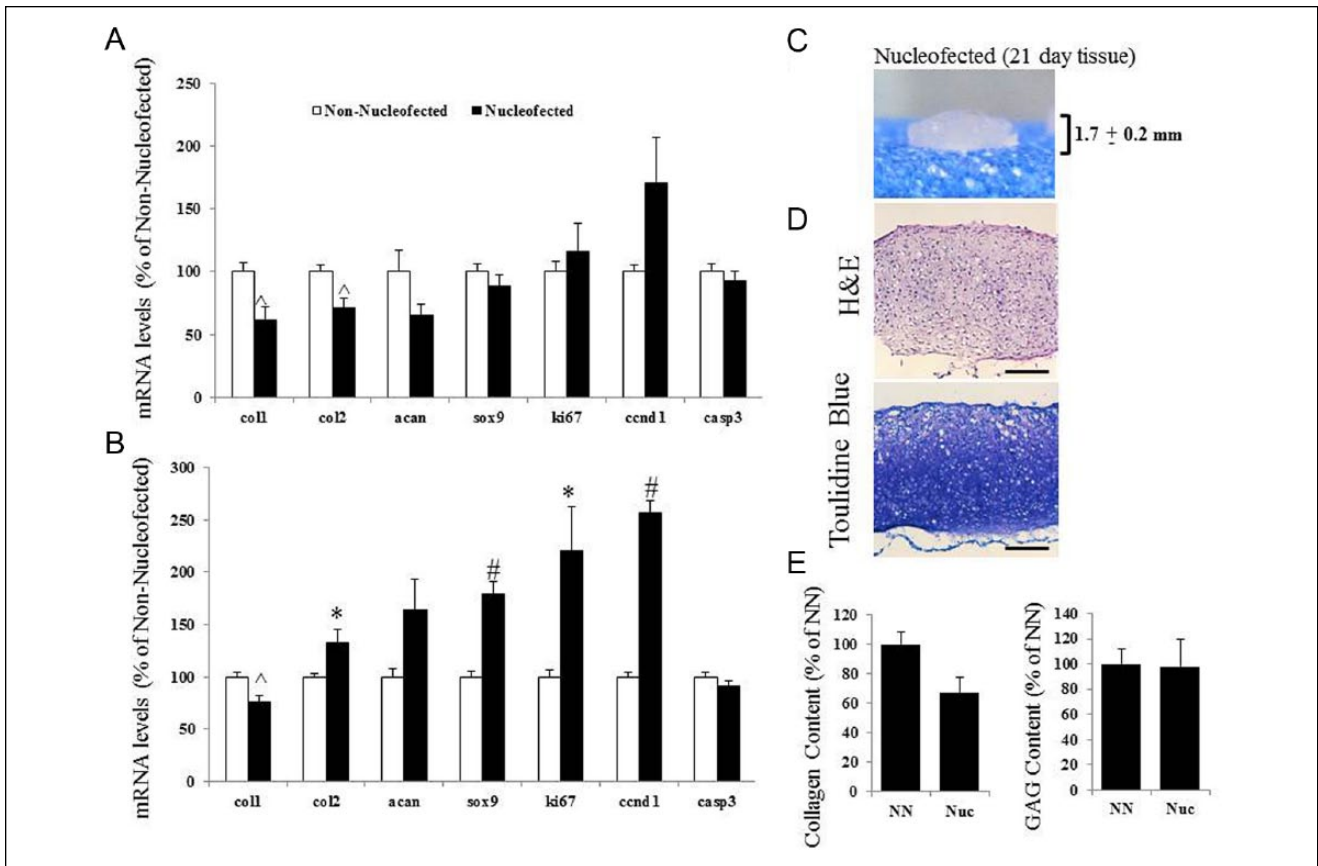 A
mRNA levels (% of Non-Nucleofected)
250
200
150
100
50
0
Non-Nucleofected Nucleofected
^ ^
col1 col2 acan sox9 ki67 ccnd1 casp3
B
mRNA levels (% of Non-Nucleofected)
300
250
200
150
100
50
0
^ * # * #
col1 col2 acan sox9 ki67 ccnd1 casp3
C
Nucleofected (21 day tissue)
1.7 ± 0.2 mm
D
H&E
Toulidine Blue
E
Collagen Content (% of NN)
120
100
80
60
40
20
0
NN Nuc
GAG Content (% of NN)
140
120
100
80
60
40
20
0
NN Nuc